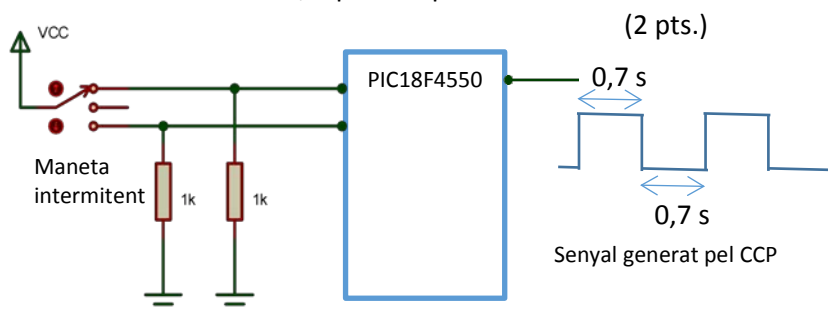 (2 pts.)
VCC
PIC18F4550
0,7 s
Maneta
intermitent
1k
1k
0,7 s
Senyal generat pel CCP